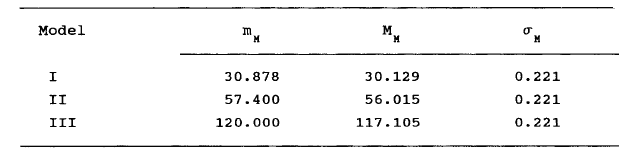 Model m_M M_M σ_M
I 30.878 30.129 0.221
II 57.400 56.015 0.221
III 120.000 117.105 0.221